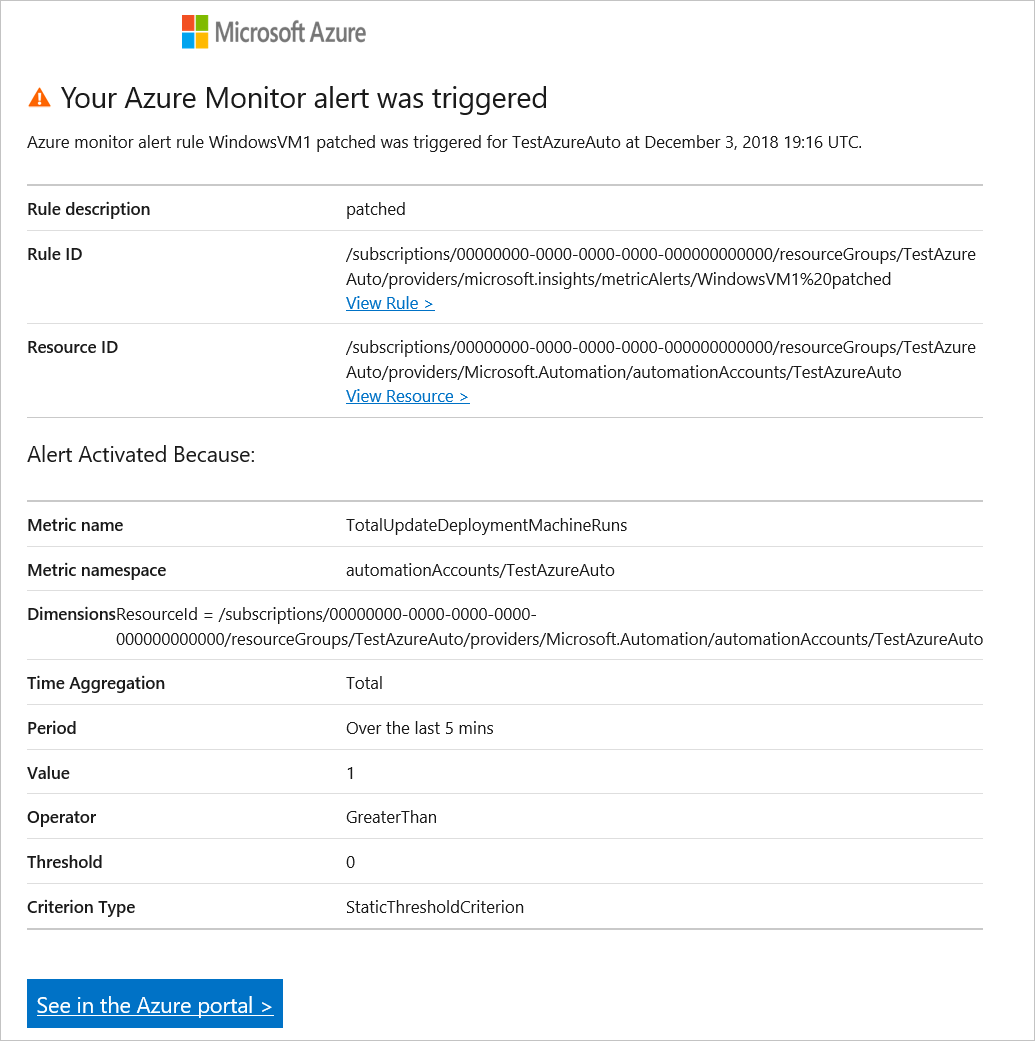 Microsoft Azure
Your Azure Monitor alert was triggered
Azure monitor alert rule WindowsVM1 patched was triggered for TestAzureAuto at December 3, 2018 19:16 UTC.
Rule description patched
Rule ID /subscriptions/00000000-0000-0000-0000-000000000000/resourceGroups/TestAzure
Auto/providers/microsoft.insights/metricAlerts/WindowsVM1%20patched
View Rule >
Resource ID /subscriptions/00000000-0000-0000-0000-000000000000/resourceGroups/TestAzure
Auto/providers/Microsoft.Automation/automationAccounts/TestAzureAuto
View Resource >
Alert Activated Because:
Metric name TotalUpdateDeploymentMachineRuns
Metric namespace automationAccounts/TestAzureAuto
Dimensions ResourceId = /subscriptions/00000000-0000-0000-0000-
000000000000/resourceGroups/TestAzureAuto/providers/Microsoft.Automation/automationAccounts/TestAzureAuto
Time Aggregation Total
Period Over the last 5 mins
Value 1
Operator GreaterThan
Threshold 0
Criterion Type StaticThresholdCriterion
See in the Azure portal >